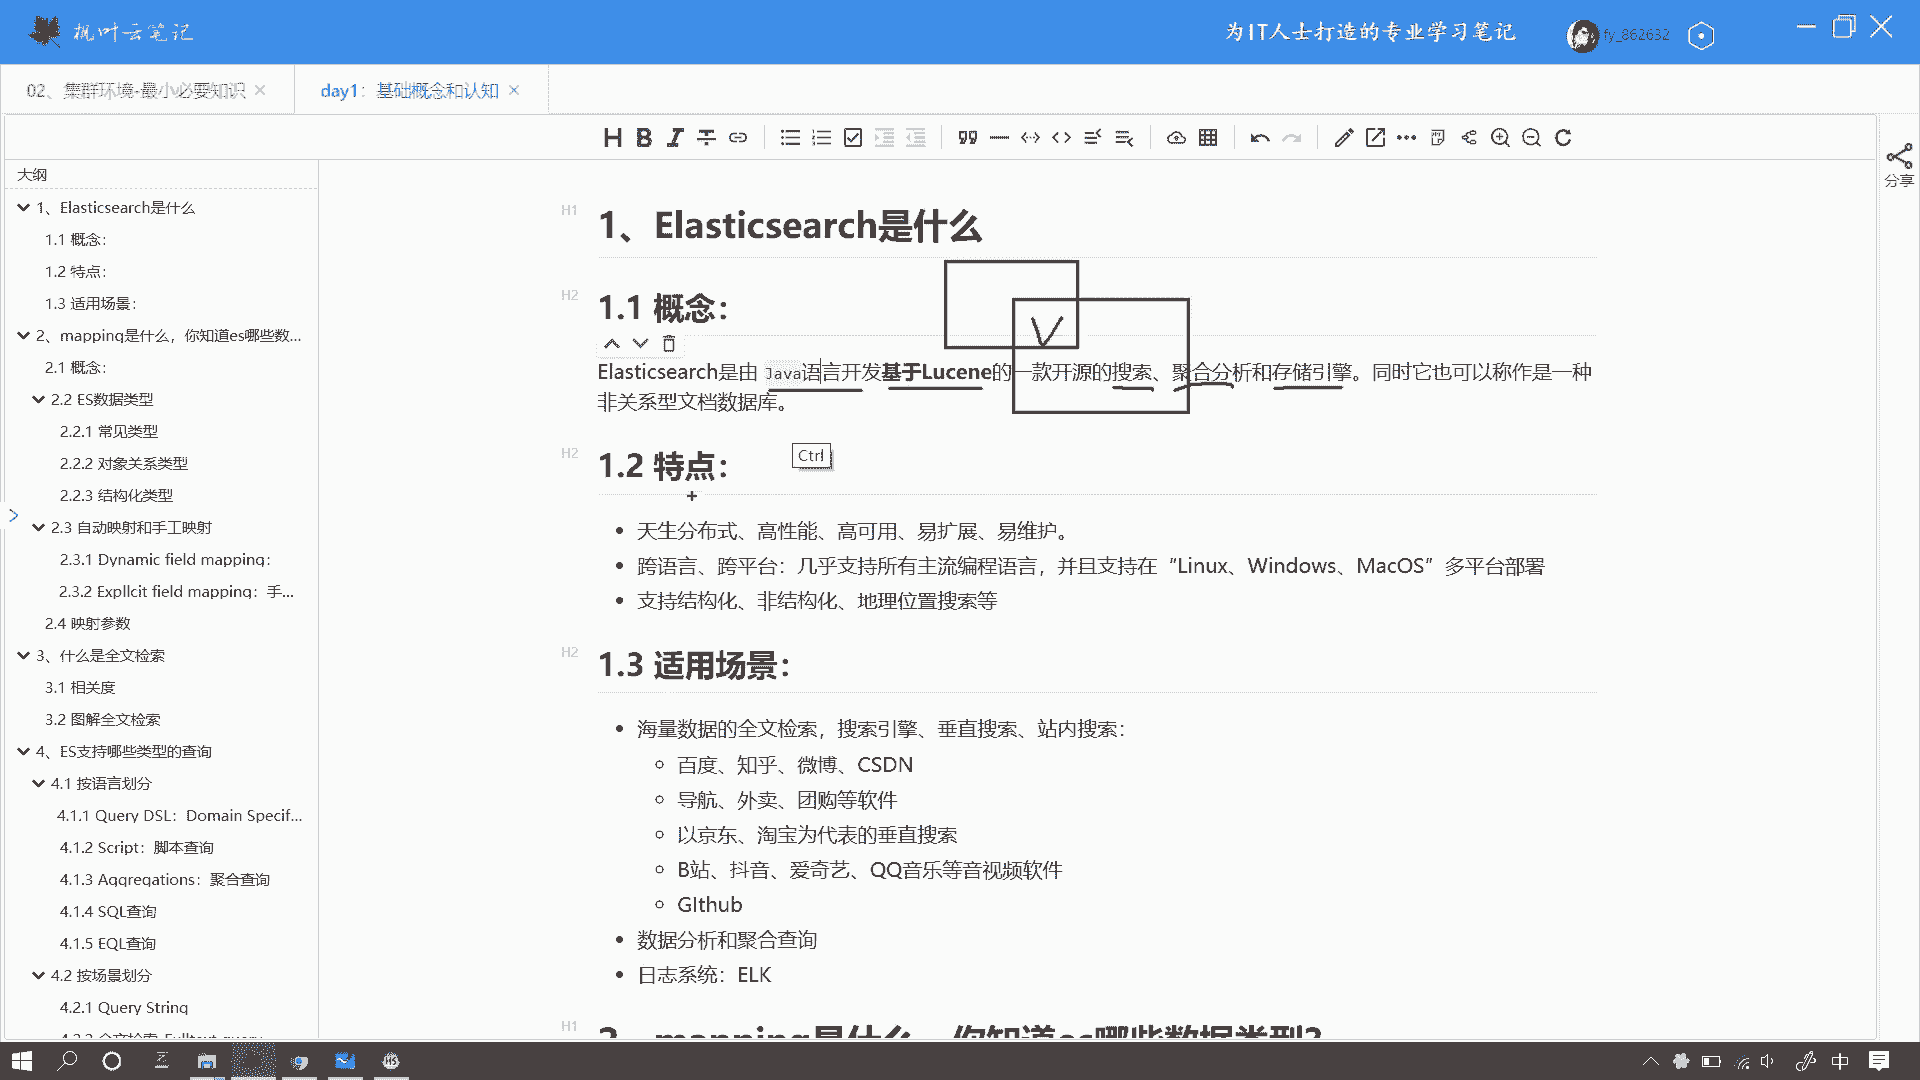 枫叶云笔记
为IT人士打造的专业学习笔记
fy_862632
02、集群环境-最小必要知识
day1：基础概念和认知
分享
大纲
1、Elasticsearch是什么
1.1 概念：
1.2 特点：
1.3 适用场景：
2、mapping是什么，你知道es哪些数...
2.1 概念：
2.2 ES数据类型
2.2.1 常见类型
2.2.2 对象关系类型
2.2.3 结构化类型
2.3 自动映射和手工映射
2.3.1 Dynamic field mapping：
2.3.2 Expllcit field mapping：手...
2.4 映射参数
3、什么是全文检索
3.1 相关度
3.2 图解全文检索
4、ES支持哪些类型的查询
4.1 按语言划分
4.1.1 Query DSL：Domain Specif...
4.1.2 Script：脚本查询
4.1.3 Aggregations：聚合查询
4.1.4 SQL查询
4.1.5 EQL查询
4.2 按场景划分
4.2.1 Query String
H1
1、Elasticsearch是什么
H2
1.1 概念：
Elasticsearch是由 Java语言开发基于Lucene的一款开源的搜索、聚合分析和存储引擎。同时它也可以称作是一种
非关系型文档数据库。
Ctrl
H2
1.2 特点：
天生分布式、高性能、高可用、易扩展、易维护。
跨语言、跨平台：几乎支持所有主流编程语言，并且支持在“Linux、Windows、MacOS”多平台部署
支持结构化、非结构化、地理位置搜索等
H2
1.3 适用场景：
海量数据的全文检索，搜索引擎、垂直搜索、站内搜索：
百度、知乎、微博、CSDN
导航、外卖、团购等软件
以京东、淘宝为代表的垂直搜索
B站、抖音、爱奇艺、QQ音乐等音视频软件
GIthub
数据分析和聚合查询
日志系统：ELK
H1
2、mapping是什么，你知道es哪些数据类型?
中